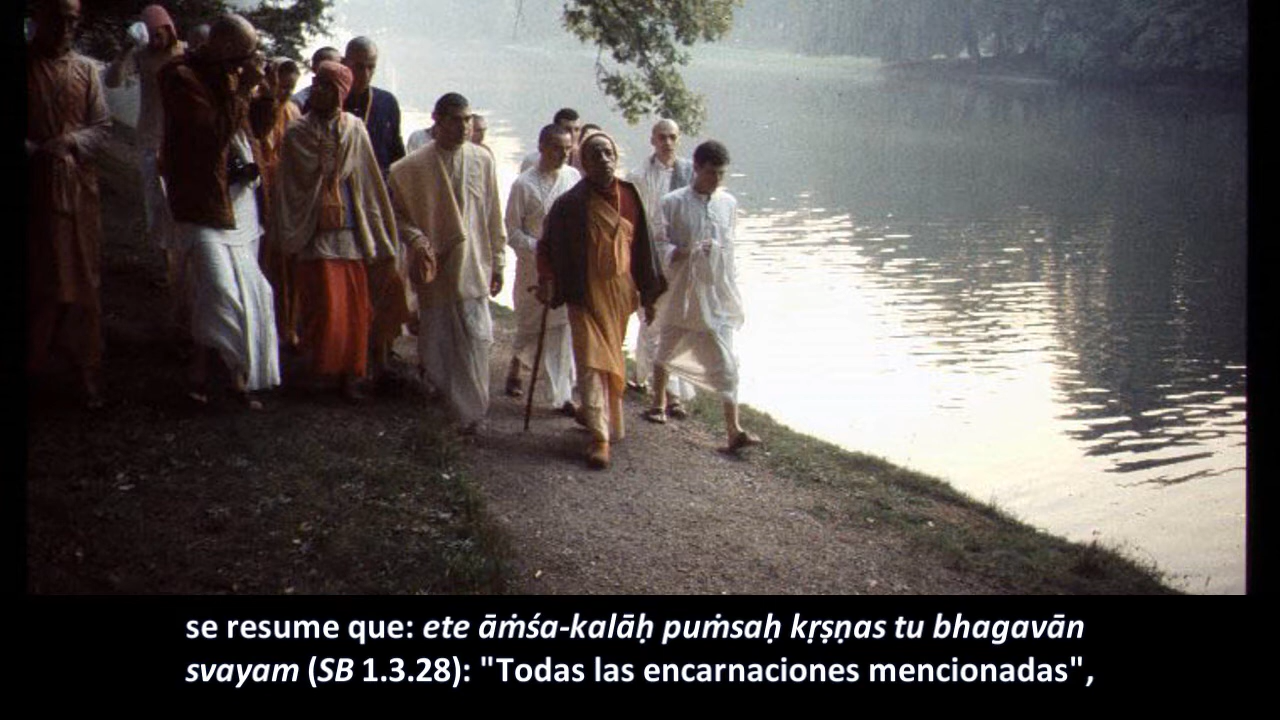 se resume que: ete āṁśa-kalāḥ puṁsaḥ kṛṣṇas tu bhagavān
svayam (SB 1.3.28): "Todas las encarnaciones mencionadas",